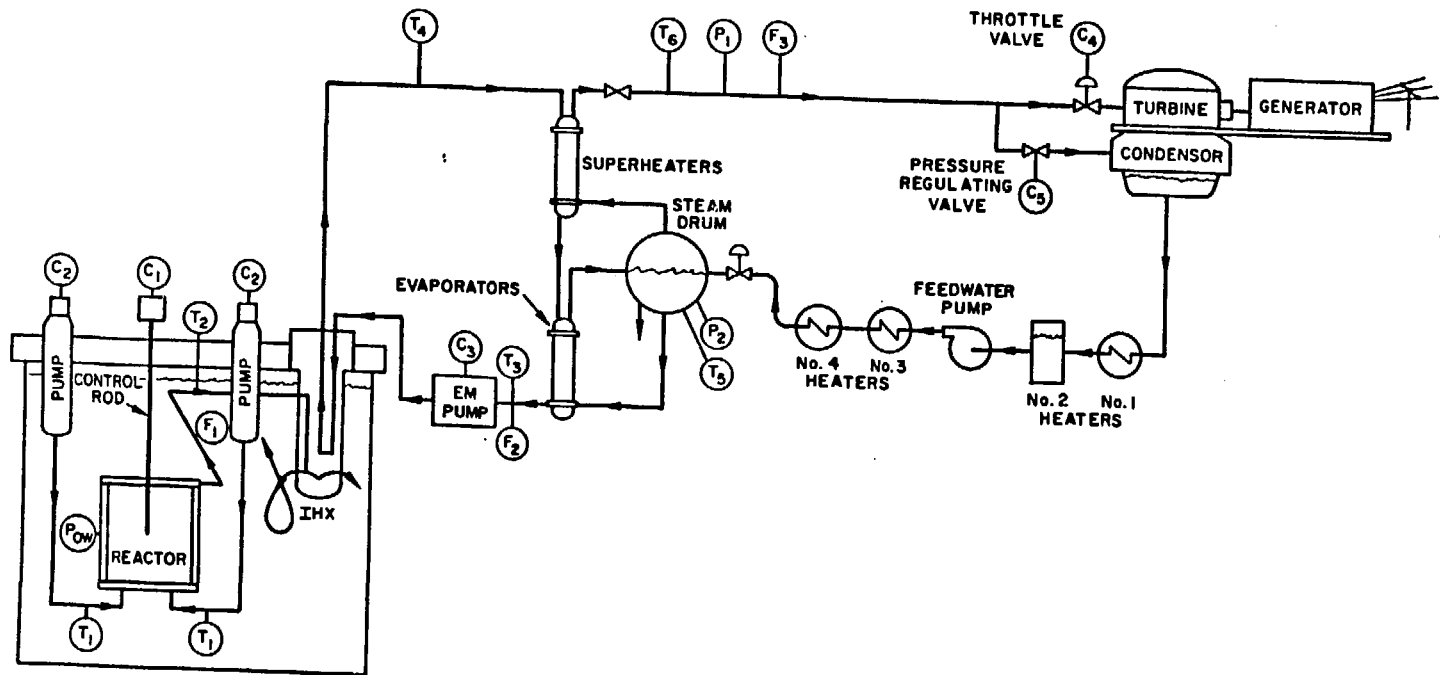 T4
T6
P1
F3
THROTTLE
VALVE
C4
TURBINE
GENERATOR
CONDENSOR
PRESSURE
REGULATING
VALVE
C5
SUPERHEATERS
STEAM
DRUM
EVAPORATORS
P2
T5
FEEDWATER
PUMP
No. 4
No. 3
HEATERS
No. 2
No. 1
HEATERS
C2
C1
C2
T2
PUMP
CONTROL
ROD
PUMP
F1
C3
EM
PUMP
T3
F2
IHX
POW
REACTOR
T1
T1